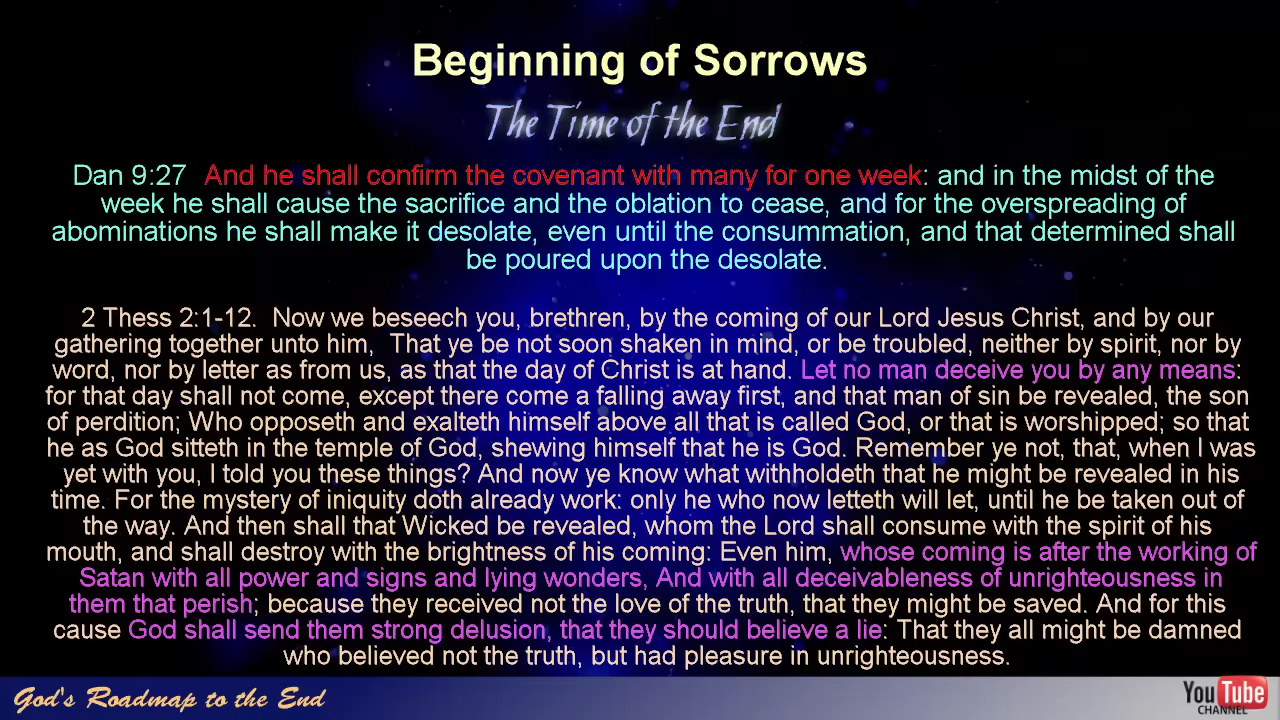 Beginning of Sorrows
The Time of the End
Dan 9:27  And he shall confirm the covenant with many for one week: and in the midst of the
week he shall cause the sacrifice and the oblation to cease, and for the overspreading of
abominations he shall make it desolate, even until the consummation, and that determined shall
be poured upon the desolate.
2 Thess 2:1-12.  Now we beseech you, brethren, by the coming of our Lord Jesus Christ, and by our
gathering together unto him,  That ye be not soon shaken in mind, or be troubled, neither by spirit, nor by
word, nor by letter as from us, as that the day of Christ is at hand. Let no man deceive you by any means:
for that day shall not come, except there come a falling away first, and that man of sin be revealed, the son
of perdition; Who opposeth and exalteth himself above all that is called God, or that is worshipped; so that
he as God sitteth in the temple of God, shewing himself that he is God. Remember ye not, that, when I was
yet with you, I told you these things? And now ye know what withholdeth that he might be revealed in his
time. For the mystery of iniquity doth already work: only he who now letteth will let, until he be taken out of
the way. And then shall that Wicked be revealed, whom the Lord shall consume with the spirit of his
mouth, and shall destroy with the brightness of his coming: Even him, whose coming is after the working of
Satan with all power and signs and lying wonders, And with all deceivableness of unrighteousness in
them that perish; because they received not the love of the truth, that they might be saved. And for this
cause God shall send them strong delusion, that they should believe a lie: That they all might be damned
who believed not the truth, but had pleasure in unrighteousness.
God's Roadmap to the End
YouTube
CHANNEL